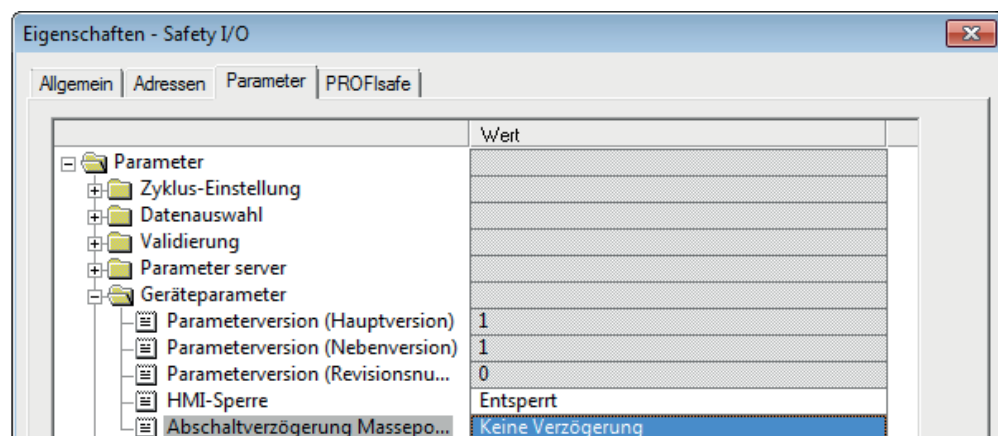 Eigenschaften - Safety I/O
Allgemein Adressen Parameter PROFIsafe
Wert
Parameter
Zyklus-Einstellung
Datenauswahl
Validierung
Parameter server
Geräteparameter
Parameterversion (Hauptversion) 1
Parameterversion (Nebenversion) 1
Parameterversion (Revisionsnu... 0
HMI-Sperre Entsperrt
Abschaltverzögerung Massepo... Keine Verzögerung